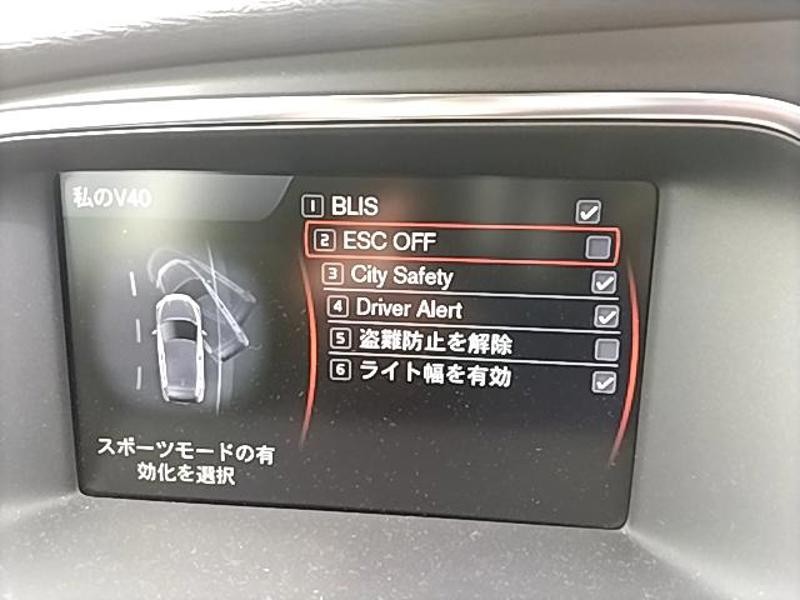 私のV40
1 BLIS
2 ESC OFF
3 City Safety
4 Driver Alert
5 盗難防止を解除
6 ライト幅を有効
スポーツモードの有
効化を選択